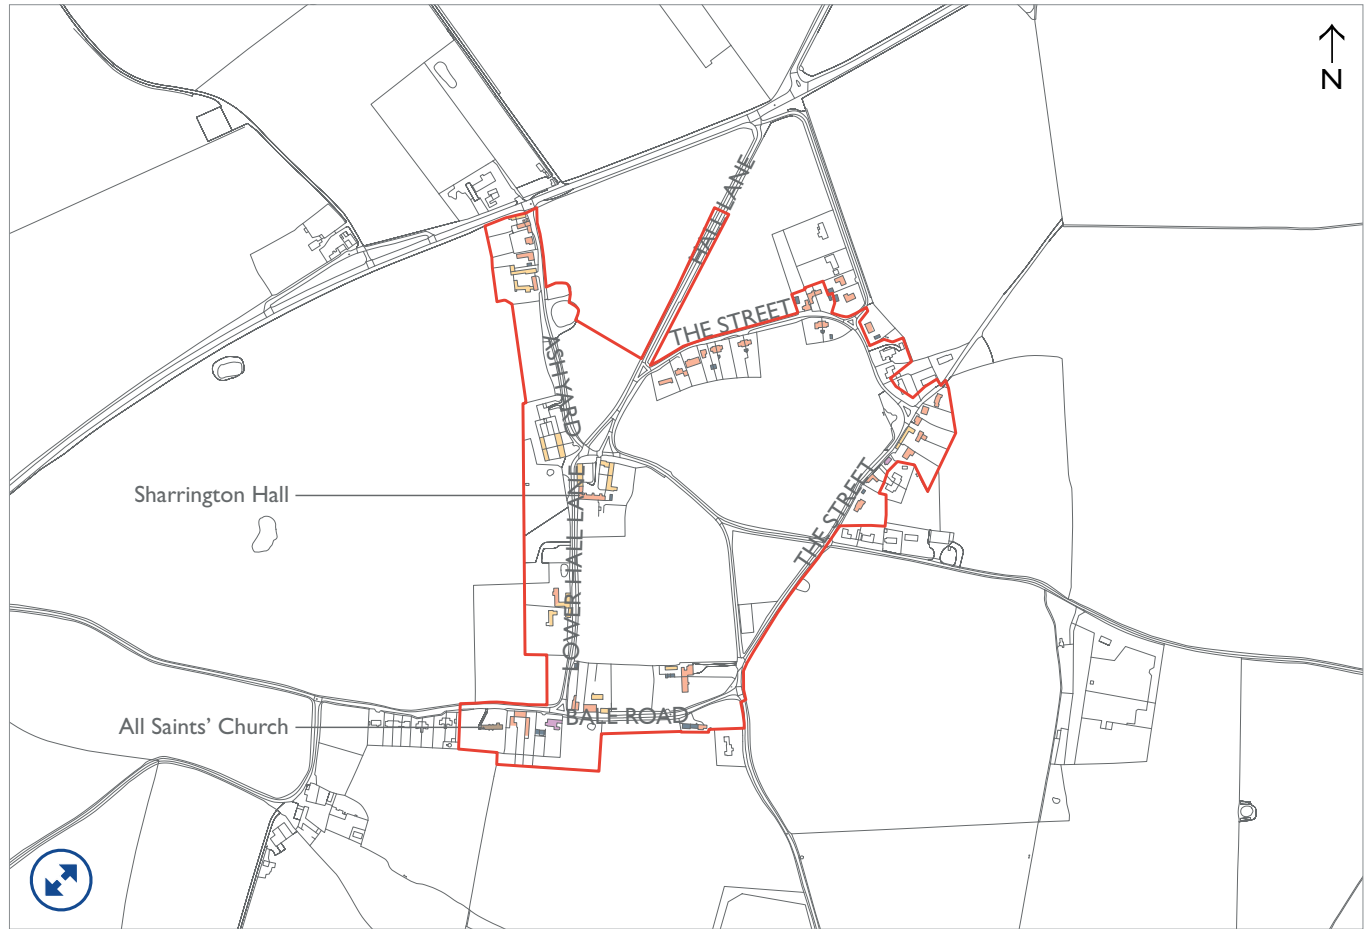 N
HALL LANE
THE STREET
ASHYARD
Sharrington Hall
LOWER HALL LANE
THE STREET
All Saints’ Church
BALE ROAD